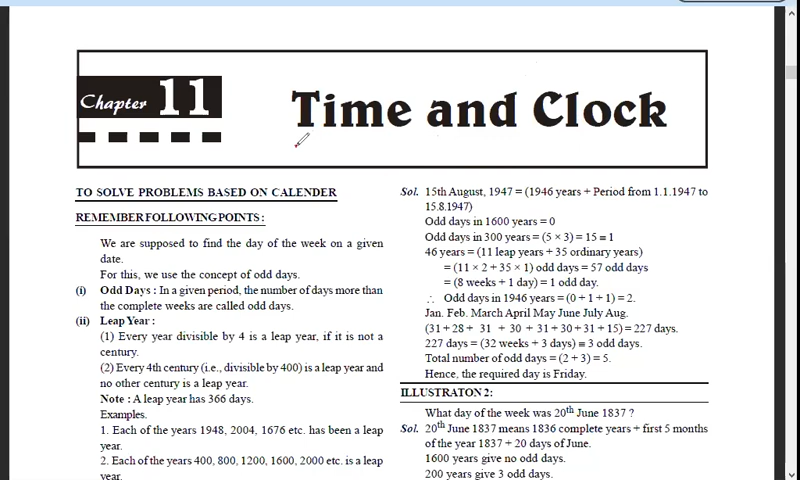 Chapter 11
Time and Clock
TO SOLVE PROBLEMS BASED ON CALENDER
REMEMBER FOLLOWING POINTS :
We are supposed to find the day of the week on a given
date.
For this, we use the concept of odd days.
(i) Odd Days : In a given period, the number of days more than
the complete weeks are called odd days.
(ii) Leap Year :
(1) Every year divisible by 4 is a leap year, if it is not a
century.
(2) Every 4th century (i.e., divisible by 400) is a leap year and
no other century is a leap year.
Note : A leap year has 366 days.
Examples.
1. Each of the years 1948, 2004, 1676 etc. has been a leap
year.
2. Each of the years 400, 800, 1200, 1600, 2000 etc. is a leap
year.
Sol. 15th August, 1947 = (1946 years + Period from 1.1.1947 to
15.8.1947)
Odd days in 1600 years = 0
Odd days in 300 years = (5 × 3) = 15 ≡ 1
46 years = (11 leap years + 35 ordinary years)
= (11 × 2 + 35 × 1) odd days = 57 odd days
= (8 weeks + 1 day) = 1 odd day.
∴ Odd days in 1946 years = (0 + 1 + 1) = 2.
Jan. Feb. March April May June July Aug.
(31 + 28 + 31 + 30 + 31 + 30 + 31 + 15) = 227 days.
227 days = (32 weeks + 3 days) ≡ 3 odd days.
Total number of odd days = (2 + 3) = 5.
Hence, the required day is Friday.
ILLUSTRATON 2:
What day of the week was 20th June 1837 ?
Sol. 20th June 1837 means 1836 complete years + first 5 months
of the year 1837 + 20 days of June.
1600 years give no odd days.
200 years give 3 odd days.